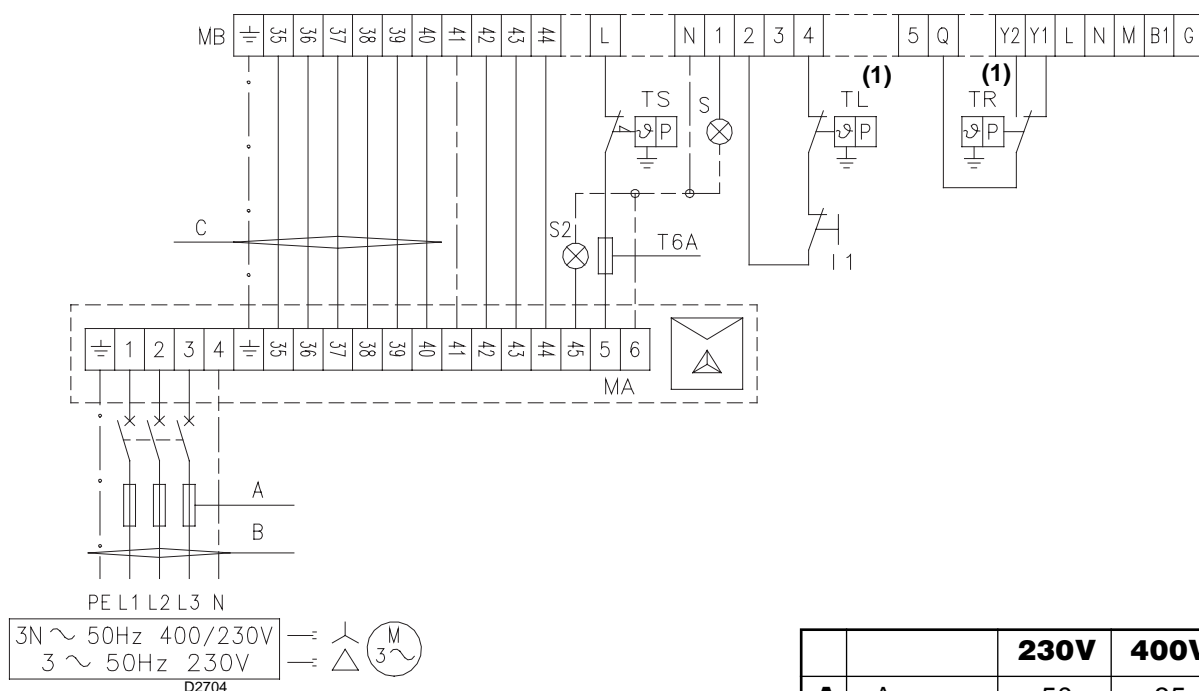 MB ⏚ 35 36 37 38 39 40 41 42 43 44 L N 1 2 3 4 5 Q Y2 Y1 L N M B1 G
(1) (1)
TS S TL TR
ϑ P ϑ P ϑ P
C S2 T6A I1
⏚ 1 2 3 4 ⏚ 35 36 37 38 39 40 41 42 43 44 45 5 6
MA
A
B
PE L1 L2 L3 N
3N ~ 50Hz 400/230V
3 ~ 50Hz 230V
M
3~
D2704
230V 400V
A A 50